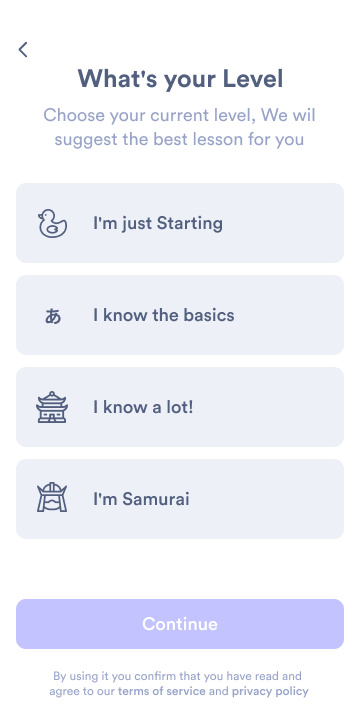 What's your Level
Choose your current level, We wil
suggest the best lesson for you
I'm just Starting
あ
I know the basics
I know a lot!
I'm Samurai
Continue
By using it you confirm that you have read and
agree to our terms of service and privacy policy